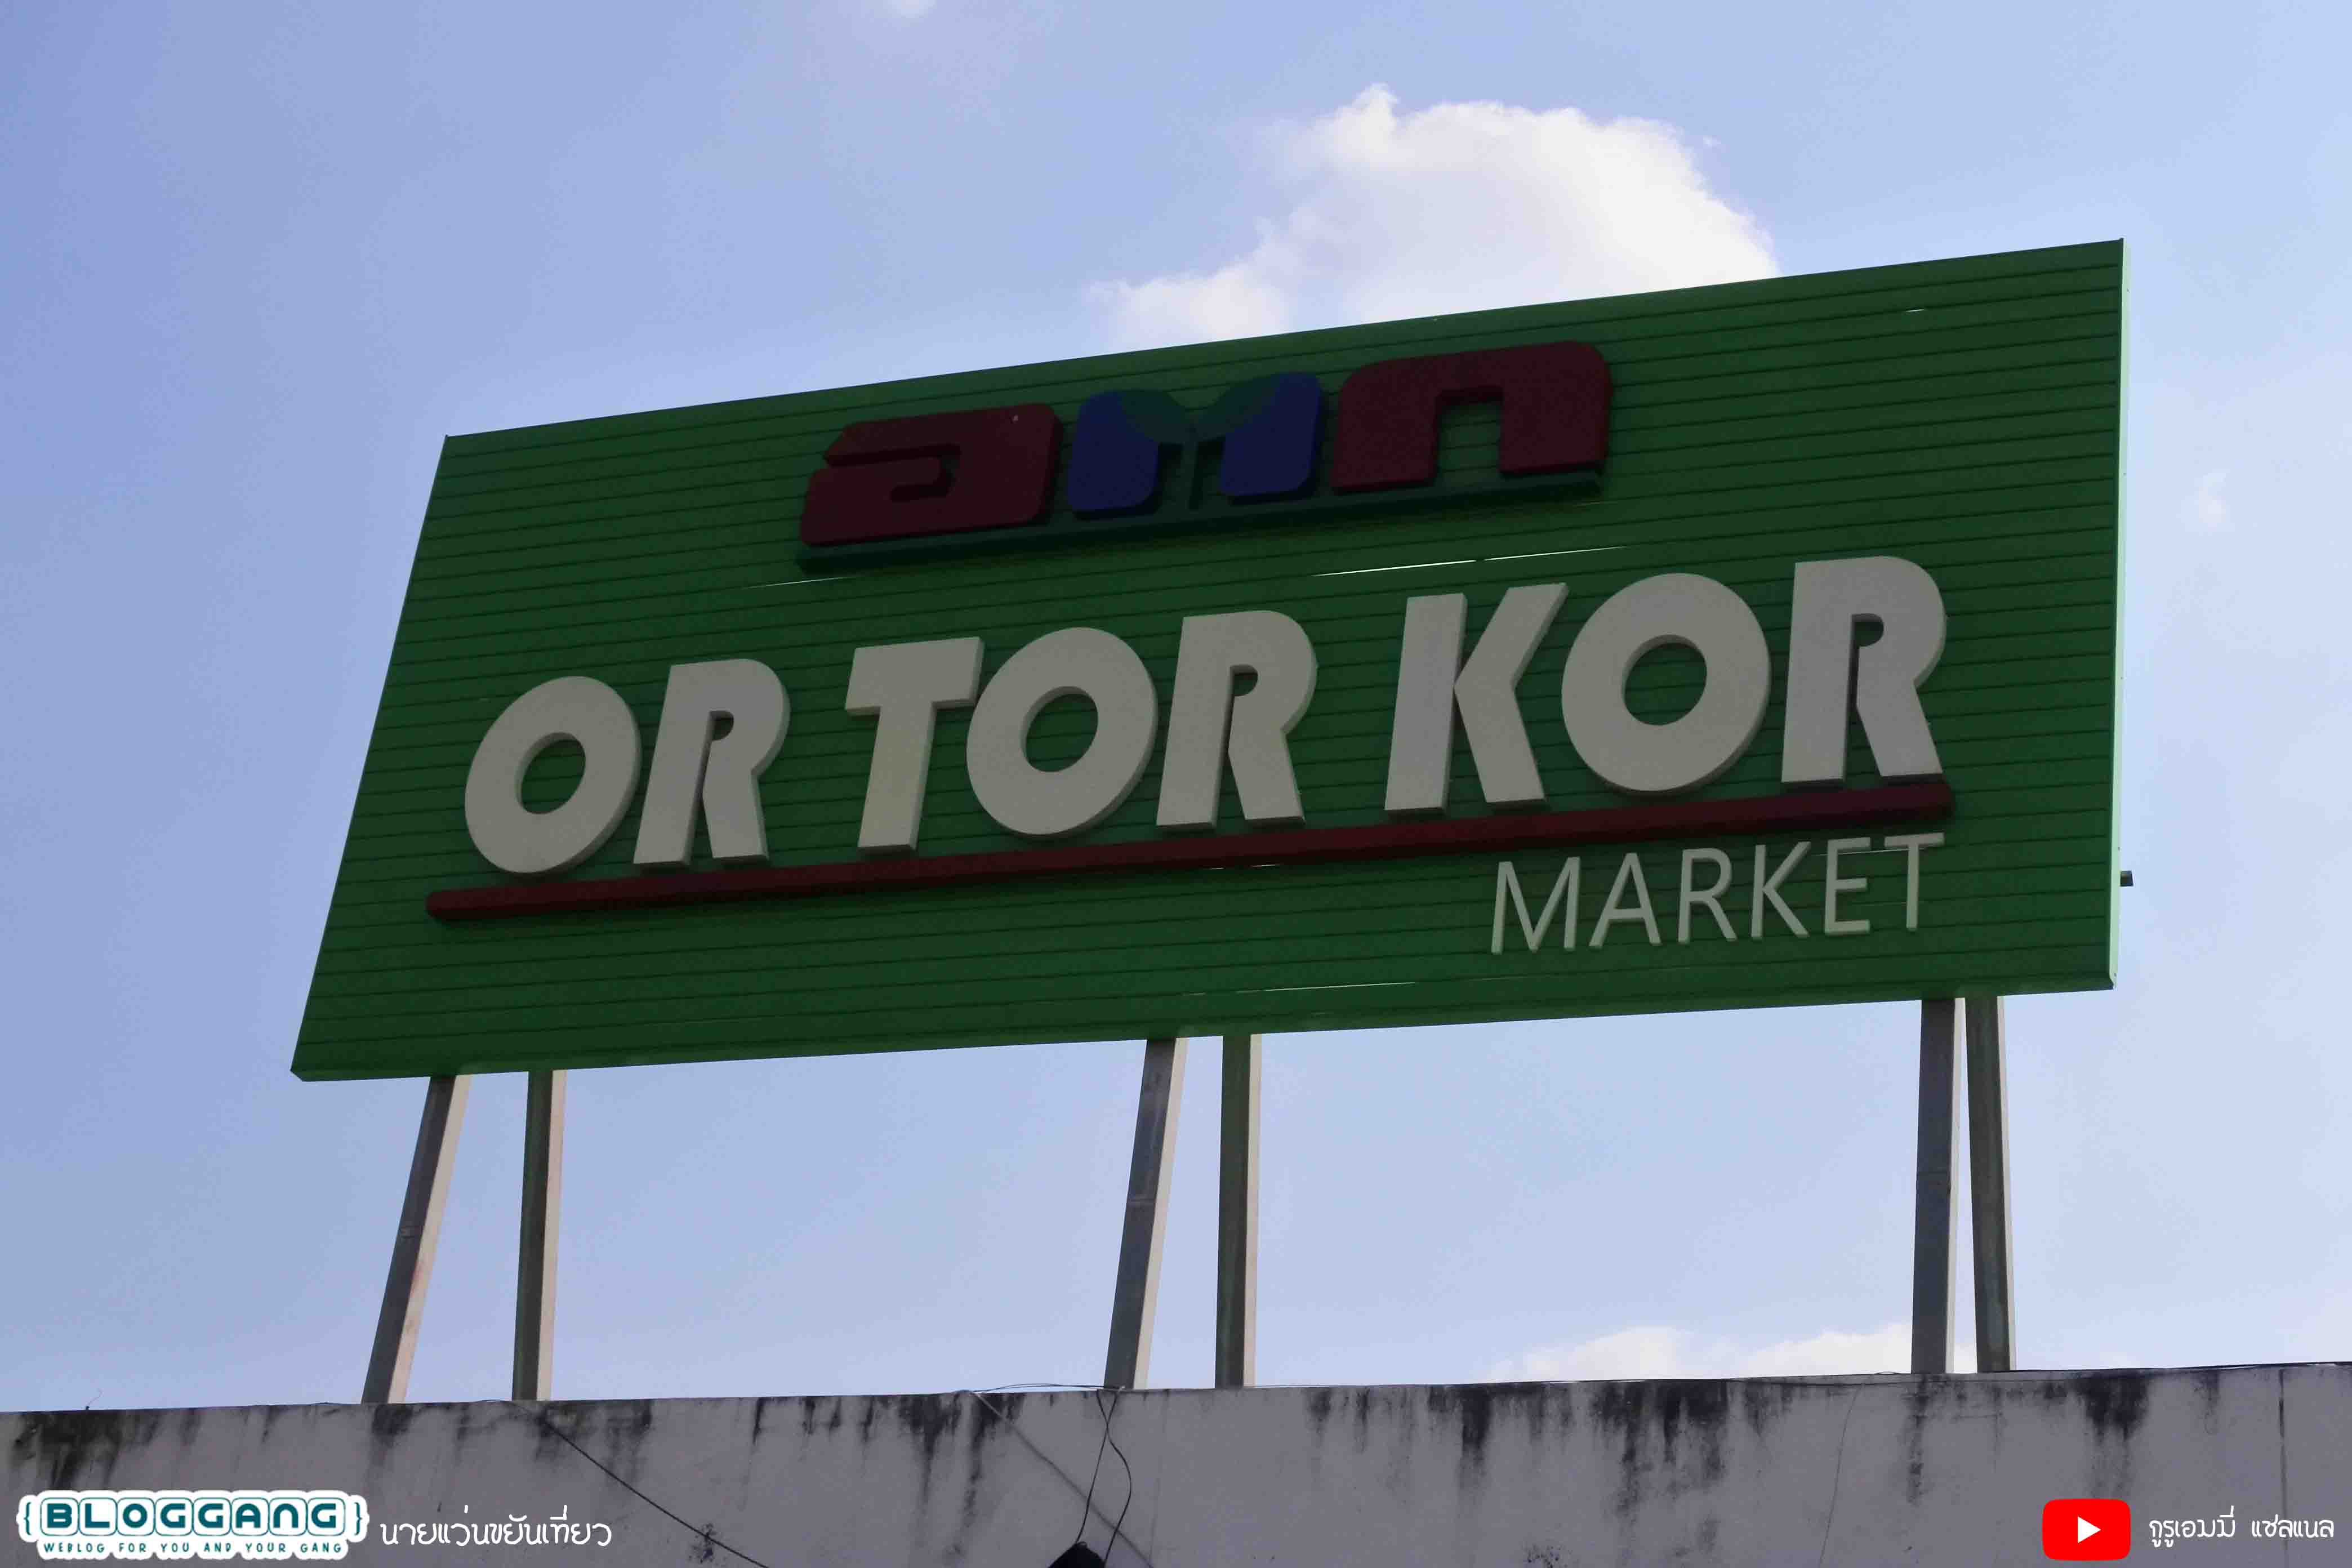 อตก
OR TOR KOR
MARKET
{BLOGGANG}
WEBLOG FOR YOU AND YOUR GANG
นายแว่นขยันเที่ยว
กูรูเอมมี่ แชลแนล